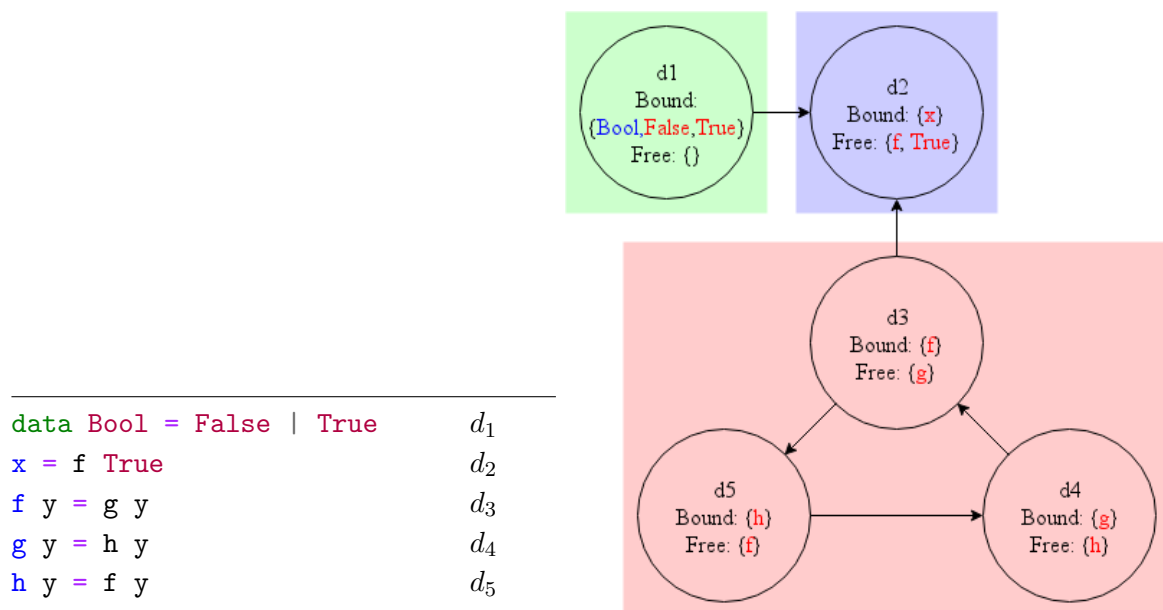 d1
Bound:
{Bool,False,True}
Free: {}
d2
Bound: {x}
Free: {f, True}
d3
Bound: {f}
Free: {g}
d5
Bound: {h}
Free: {f}
d4
Bound: {g}
Free: {h}
data Bool = False | True d₁
x = f True d₂
f y = g y d₃
g y = h y d₄
h y = f y d₅